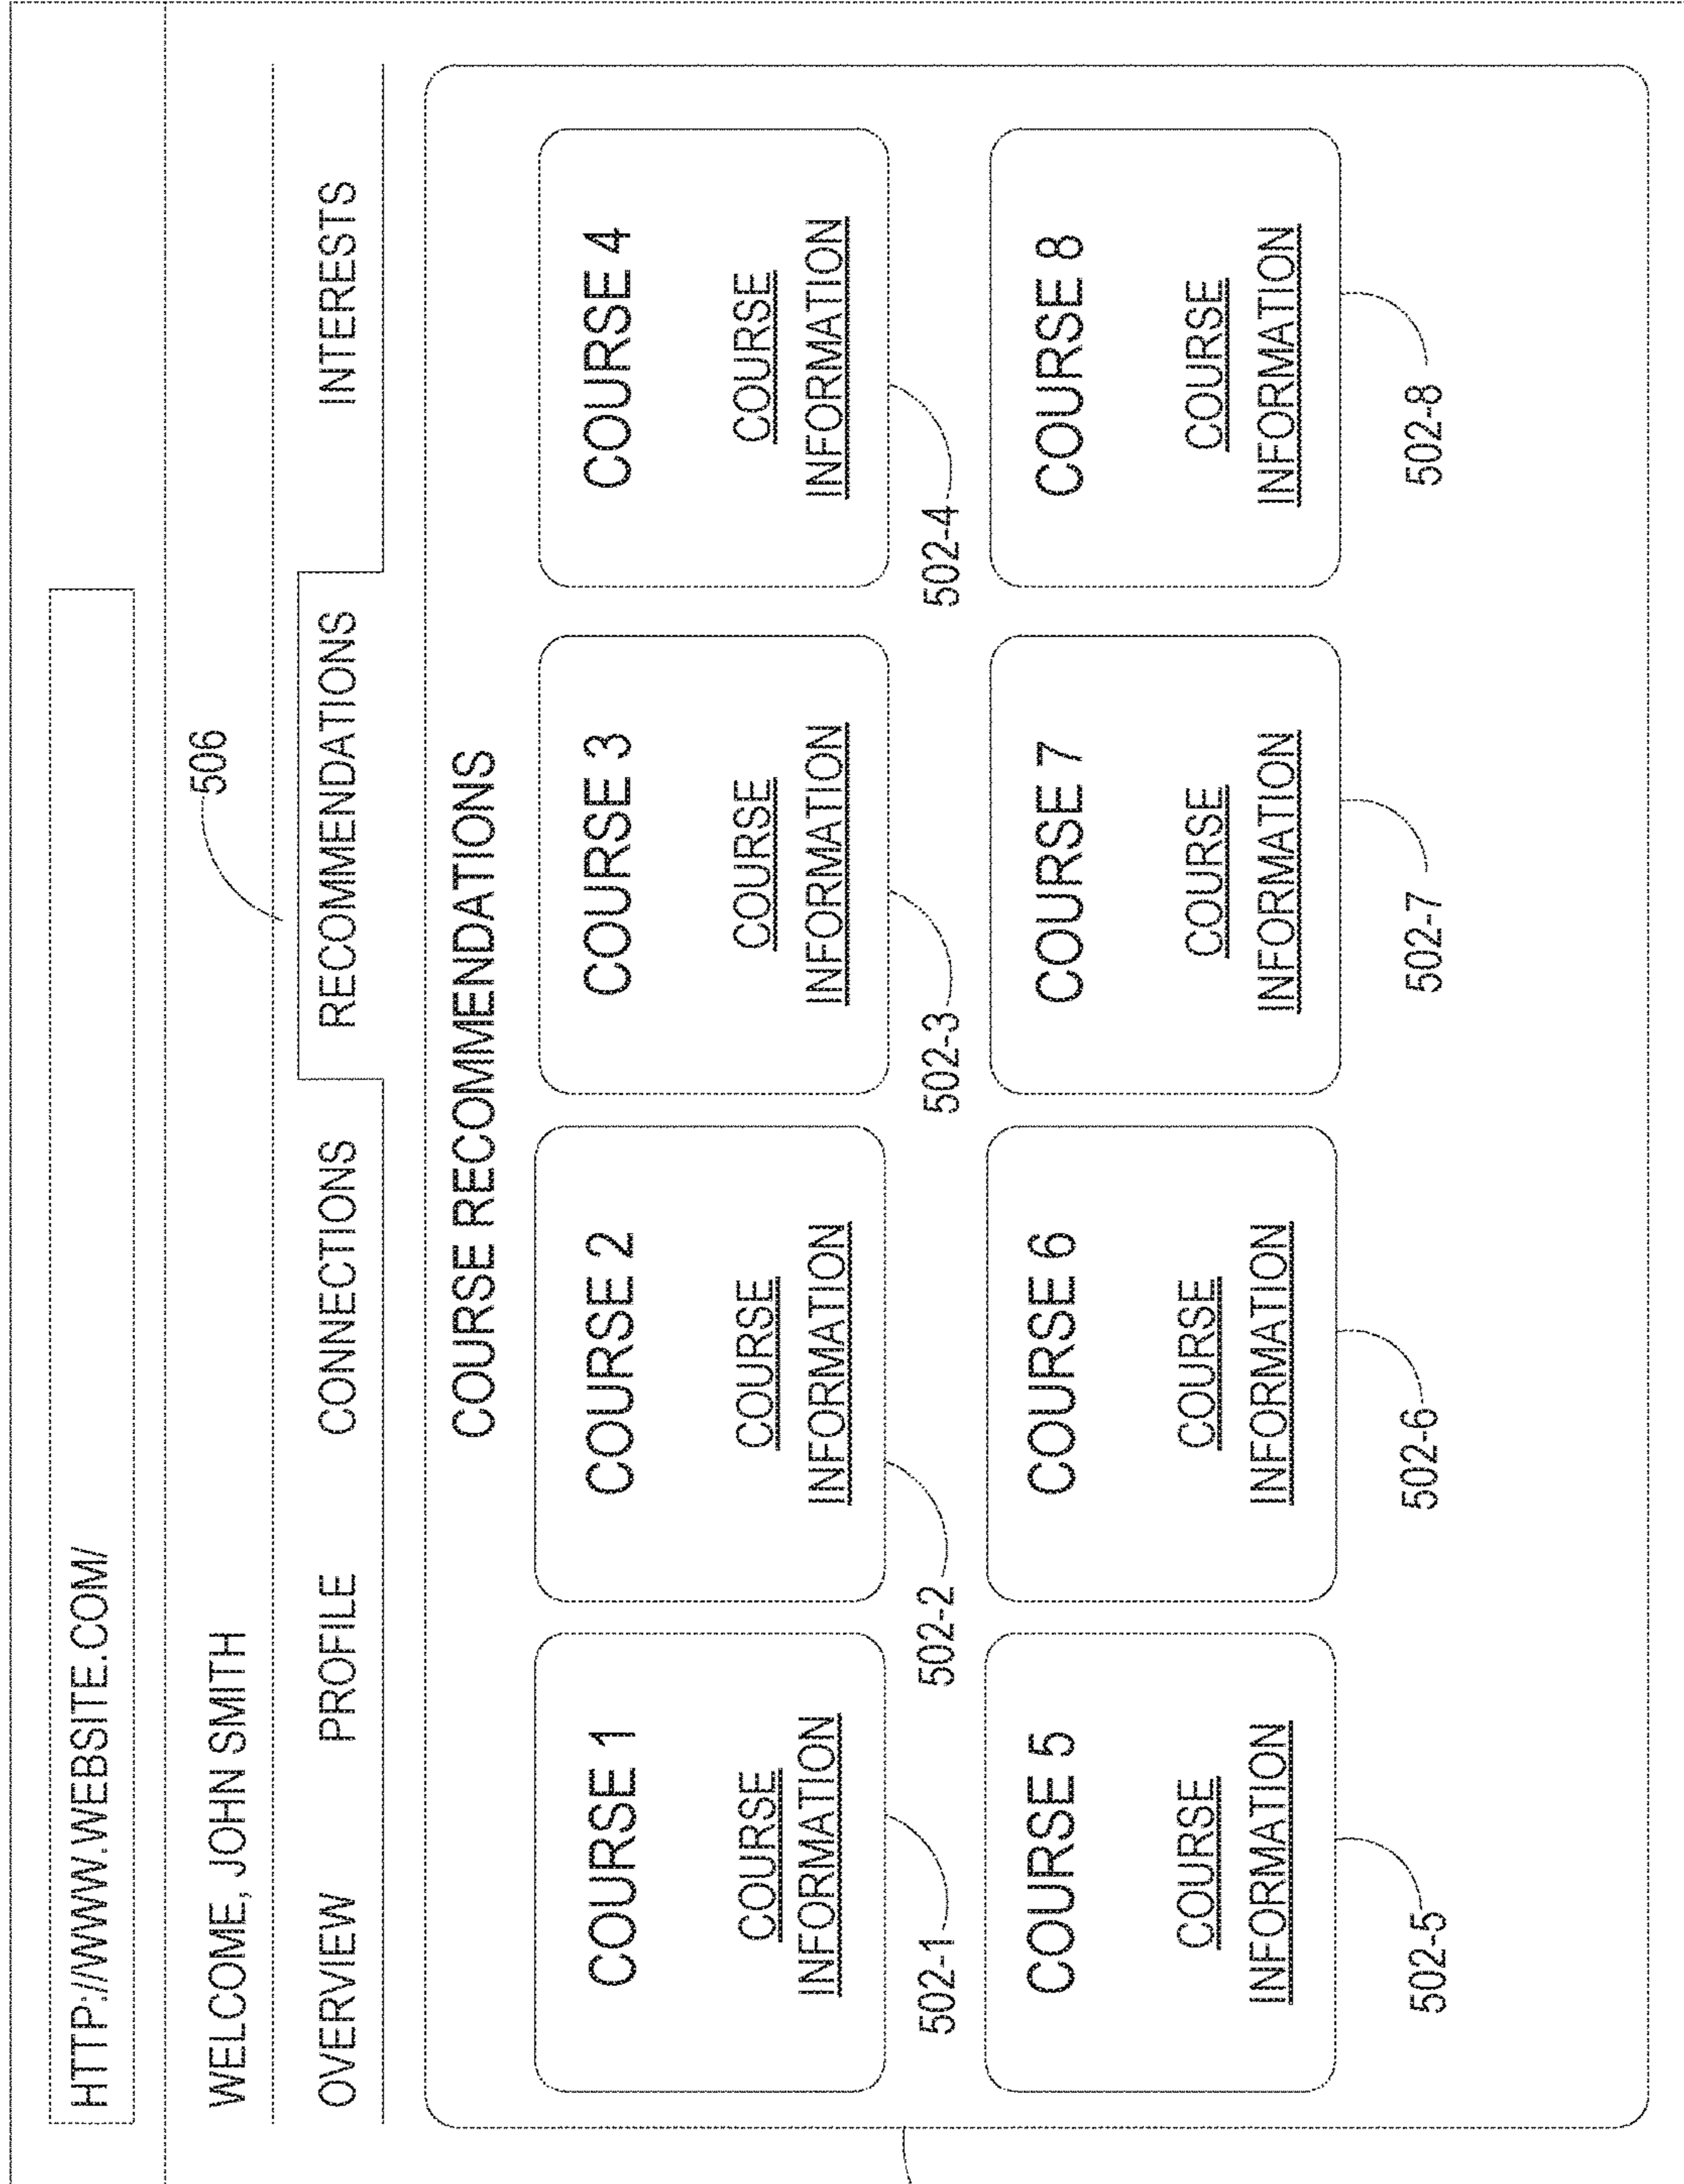 HTTP://WWW.WEBSITE.COM/
506
WELCOME, JOHN SMITH
OVERVIEW PROFILE CONNECTIONS RECOMMENDATIONS INTERESTS
COURSE RECOMMENDATIONS
COURSE 1 COURSE 2 COURSE 3 COURSE 4
COURSE COURSE COURSE COURSE
INFORMATION INFORMATION INFORMATION INFORMATION
502-1 502-2 502-3 502-4
COURSE 5 COURSE 6 COURSE 7 COURSE 8
COURSE COURSE COURSE COURSE
INFORMATION INFORMATION INFORMATION INFORMATION
502-5 502-6 502-7 502-8